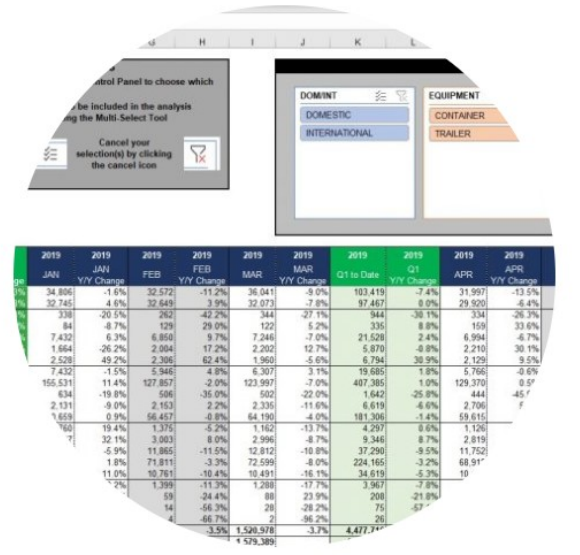 G H I J K L
ntrol Panel to choose which
be included in the analysis
ng the Multi-Select Tool
Cancel your
selection(s) by clicking
the cancel icon
DOM/INT
EQUIPMENT
DOMESTIC
CONTAINER
INTERNATIONAL
TRAILER
2019 2019 2019 2019 2019 2019 2019 2019 2019 2019
JAN JAN Y/Y Change FEB FEB Y/Y Change MAR MAR Y/Y Change Q1 to Date Q1 Y/Y Change APR APR Y/Y Change
34,806 -1.6% 32,572 -11.2% 36,041 -9.0% 103,419 -7.4% 31,997 -13.5%
32,745 4.6% 32,649 3.9% 32,073 -7.8% 97,467 0.0% 29,920 -6.4%
338 -20.5% 262 -42.2% 344 -27.1% 944 -30.1% 334 -26.3%
84 -8.7% 129 29.0% 122 5.2% 335 8.8% 159 33.6%
7,432 6.3% 6,850 9.7% 7,246 -7.0% 21,528 2.4% 6,994 -6.7%
1,664 -26.2% 2,004 17.2% 2,202 12.7% 5,870 -0.8% 2,210 30.1%
2,528 49.2% 2,306 62.4% 1,960 -5.6% 6,794 30.9% 2,129 9.5%
7,432 -1.5% 5,946 4.8% 6,307 3.1% 19,685 1.8% 5,766 -0.6%
155,531 11.4% 127,857 -2.0% 123,997 -7.0% 407,385 1.0% 129,370
634 -19.8% 506 -35.0% 502 -22.0% 1,642 -25.8% 444
2,131 -9.0% 2,153 2.2% 2,335 -11.6% 6,619 -6.6% 2,706
,659 0.9% 56,457 -0.8% 64,190 -4.0% 181,306 -1.4% 59,615
760 19.4% 1,375 -5.2% 1,162 -13.7% 4,297 0.6% 1,126
32.1% 3,003 8.0% 2,996 -8.7% 9,346 8.7% 2,819
-5.9% 11,865 -11.5% 12,812 -10.8% 37,290 -9.5% 11,752
1.8% 71,811 -3.3% 72,599 -8.0% 224,165 -3.2%
11.0% 10,761 -10.4% 10,491 -16.1% 34,619 -5.3%
1,399 -11.3% 1,288 -17.7% 3,967 -7.8%
59 -24.4% 88 23.9% 208 -21.8%
14 -56.3% 28 -28.2% 75
4 -66.7% 2 -96.2% 26
-3.5% 1,520,978 -3.7%
1,579,389